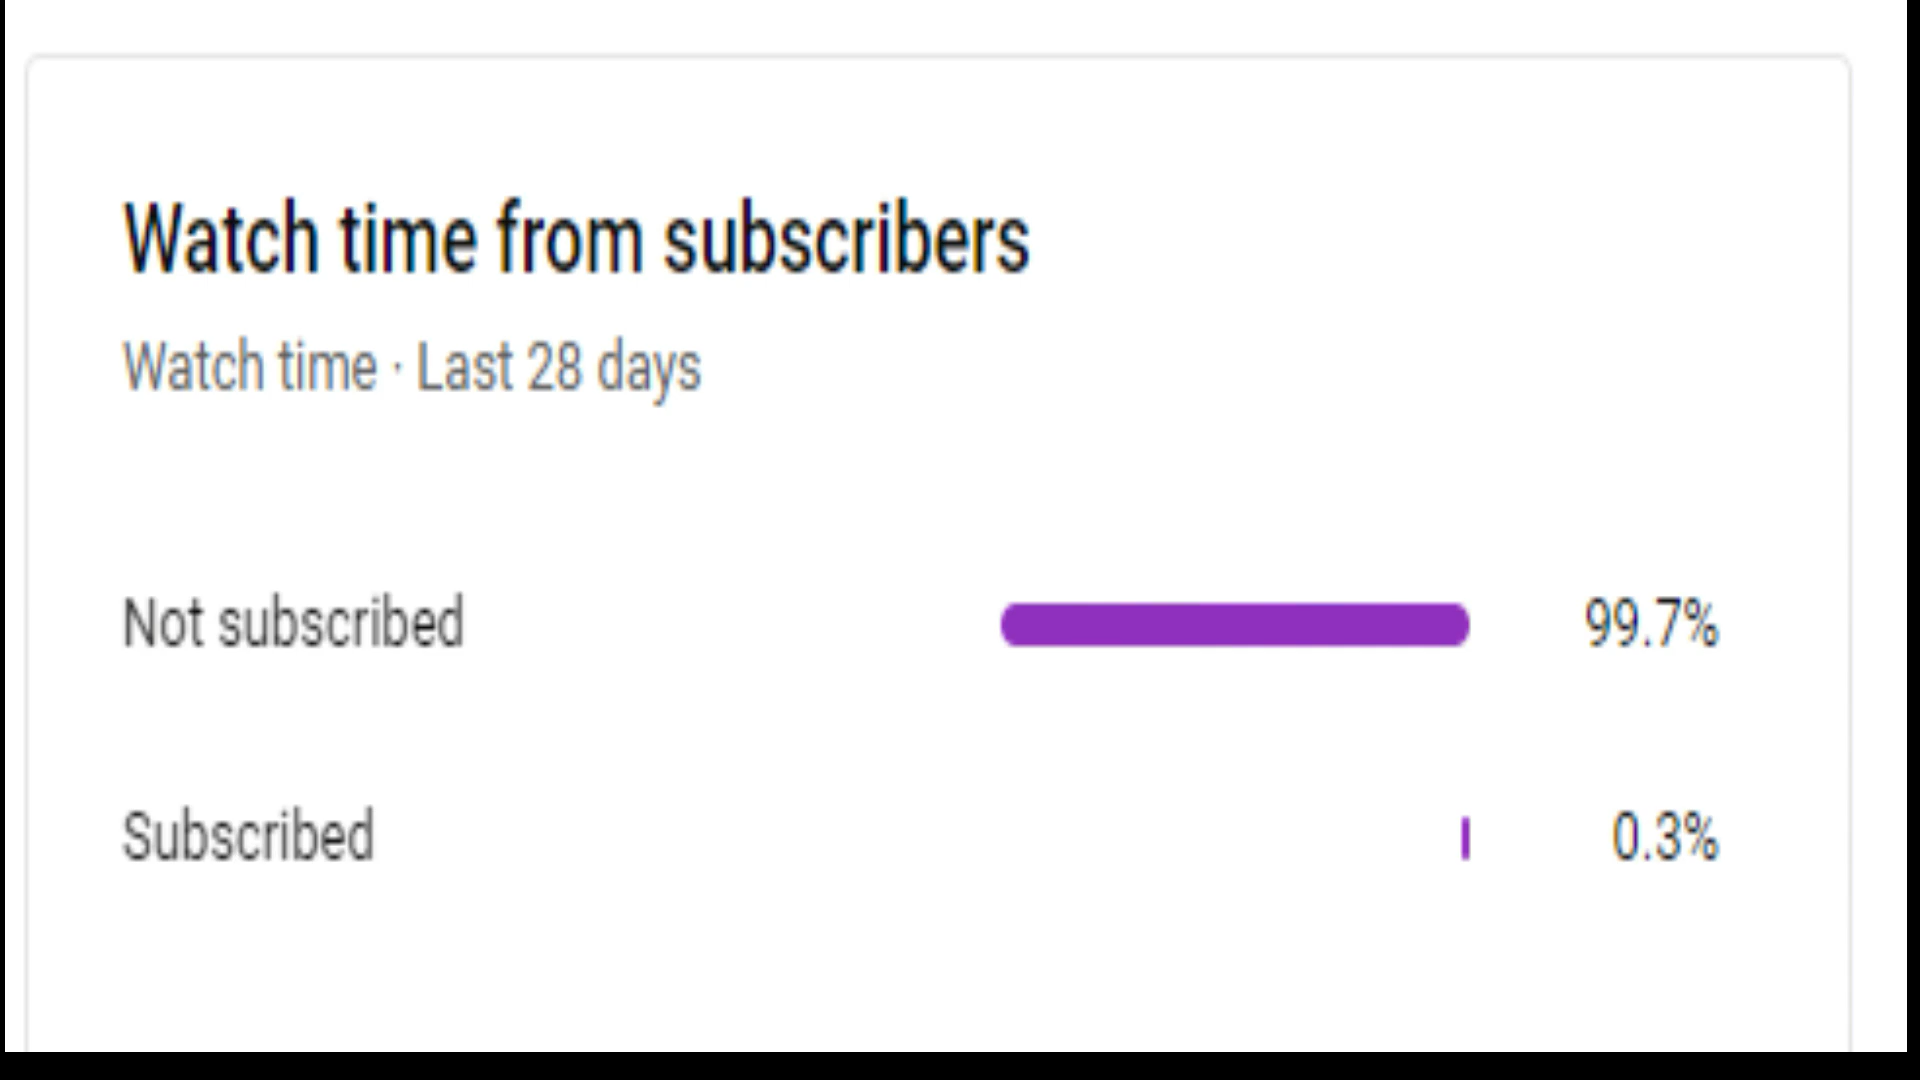 Watch time from subscribers
Watch time · Last 28 days
Not subscribed 99.7%
Subscribed 0.3%